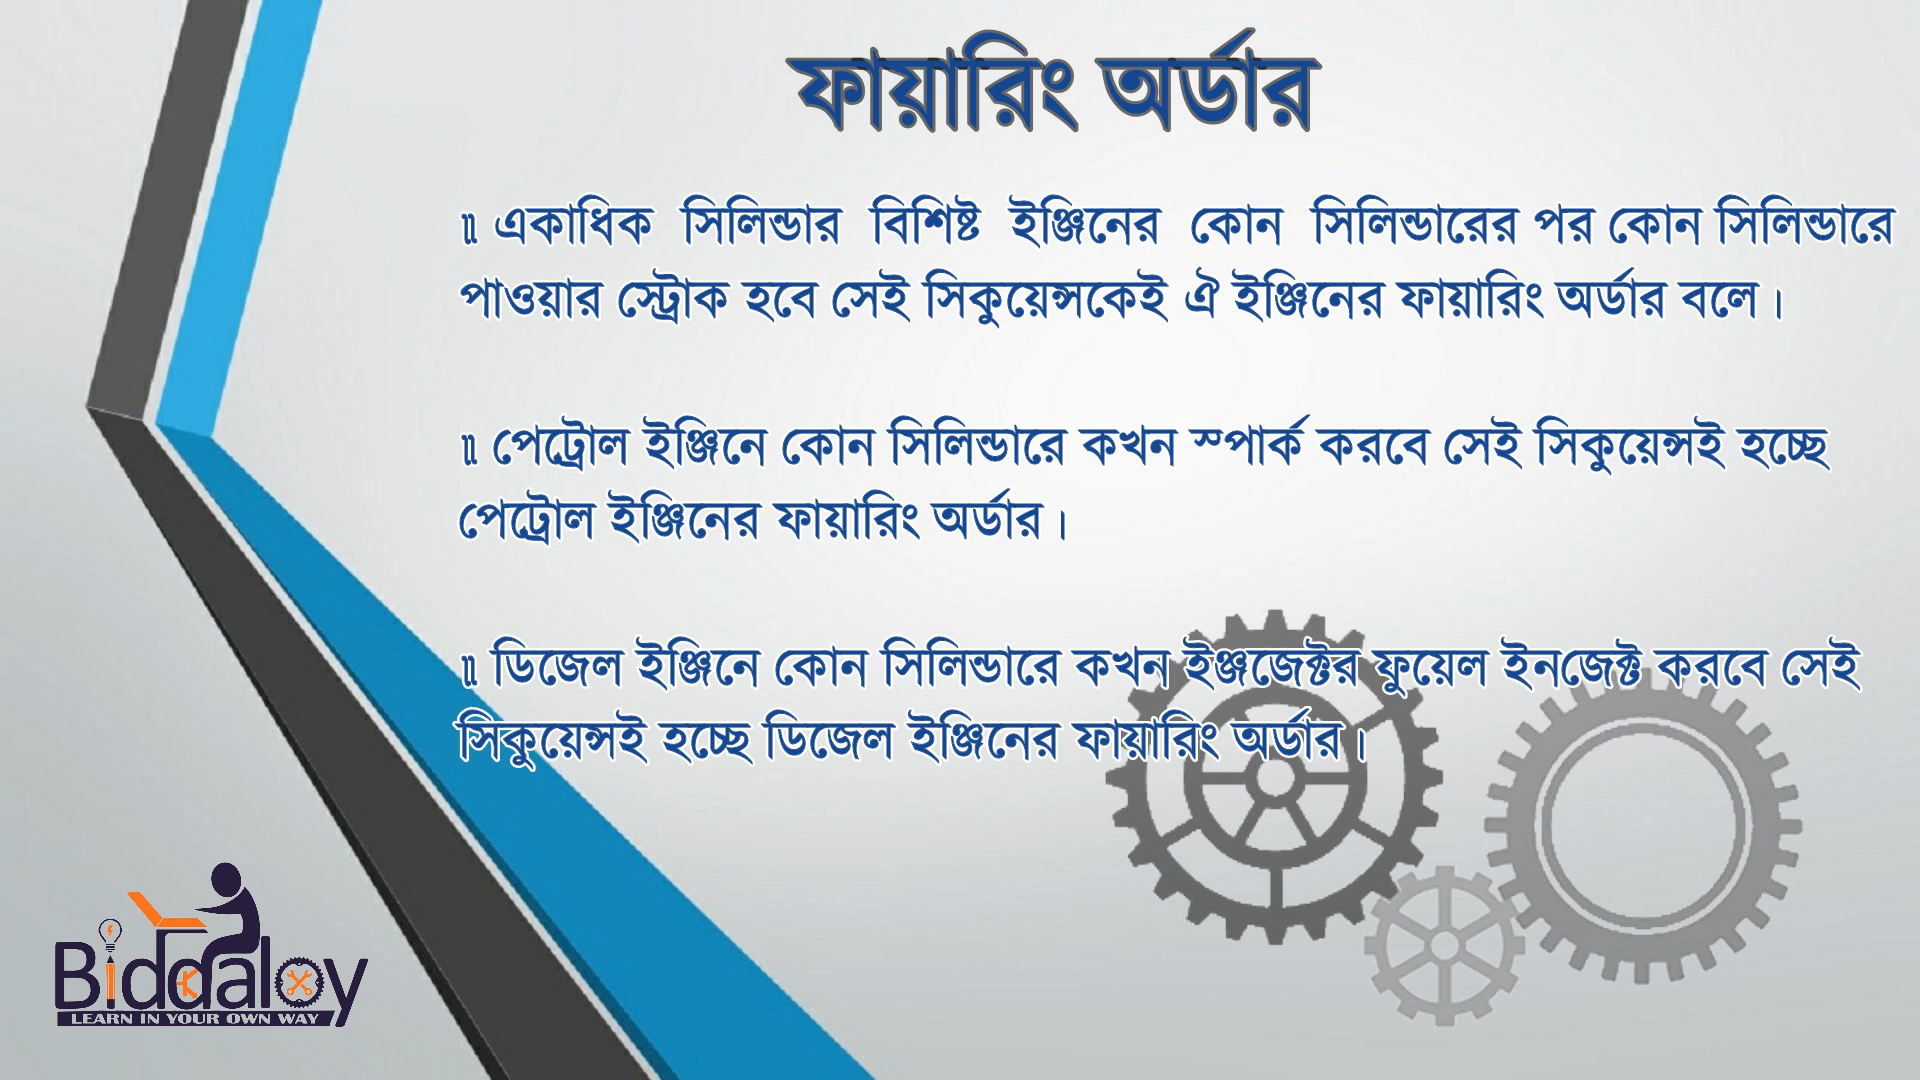 ফায়ারিং অর্ডার
॥ একাধিক সিলিন্ডার বিশিষ্ট ইঞ্জিনের কোন সিলিন্ডারের পর কোন সিলিন্ডারে
পাওয়ার স্ট্রোক হবে সেই সিকুয়েন্সকেই ঐ ইঞ্জিনের ফায়ারিং অর্ডার বলে।
॥ পেট্রোল ইঞ্জিনে কোন সিলিন্ডারে কখন স্পার্ক করবে সেই সিকুয়েন্সই হচ্ছে
পেট্রোল ইঞ্জিনের ফায়ারিং অর্ডার।
॥ ডিজেল ইঞ্জিনে কোন সিলিন্ডারে কখন ইঞ্জেক্টর ফুয়েল ইনজেক্ট করবে সেই
সিকুয়েন্সই হচ্ছে ডিজেল ইঞ্জিনের ফায়ারিং অর্ডার।
Biddaloy
LEARN IN YOUR OWN WAY